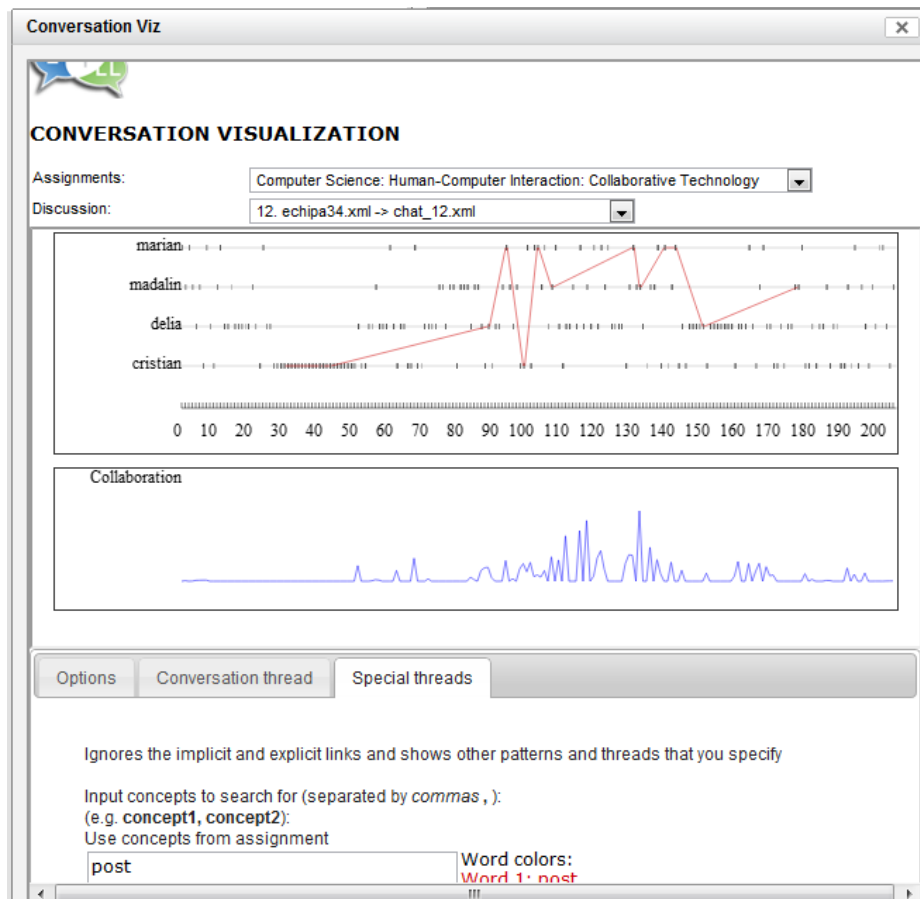 Conversation Viz
CONVERSATION VISUALIZATION
Assignments: Computer Science: Human-Computer Interaction: Collaborative Technology
Discussion: 12. echipa34.xml -> chat_12.xml
marian
madalin
delia
cristian
0 10 20 30 40 50 60 70 80 90 100 110 120 130 140 150 160 170 180 190 200
Collaboration
Options Conversation thread Special threads
Ignores the implicit and explicit links and shows other patterns and threads that you specify
Input concepts to search for (separated by commas , ):
(e.g. concept1, concept2):
Use concepts from assignment
post Word colors:
Word 1: post